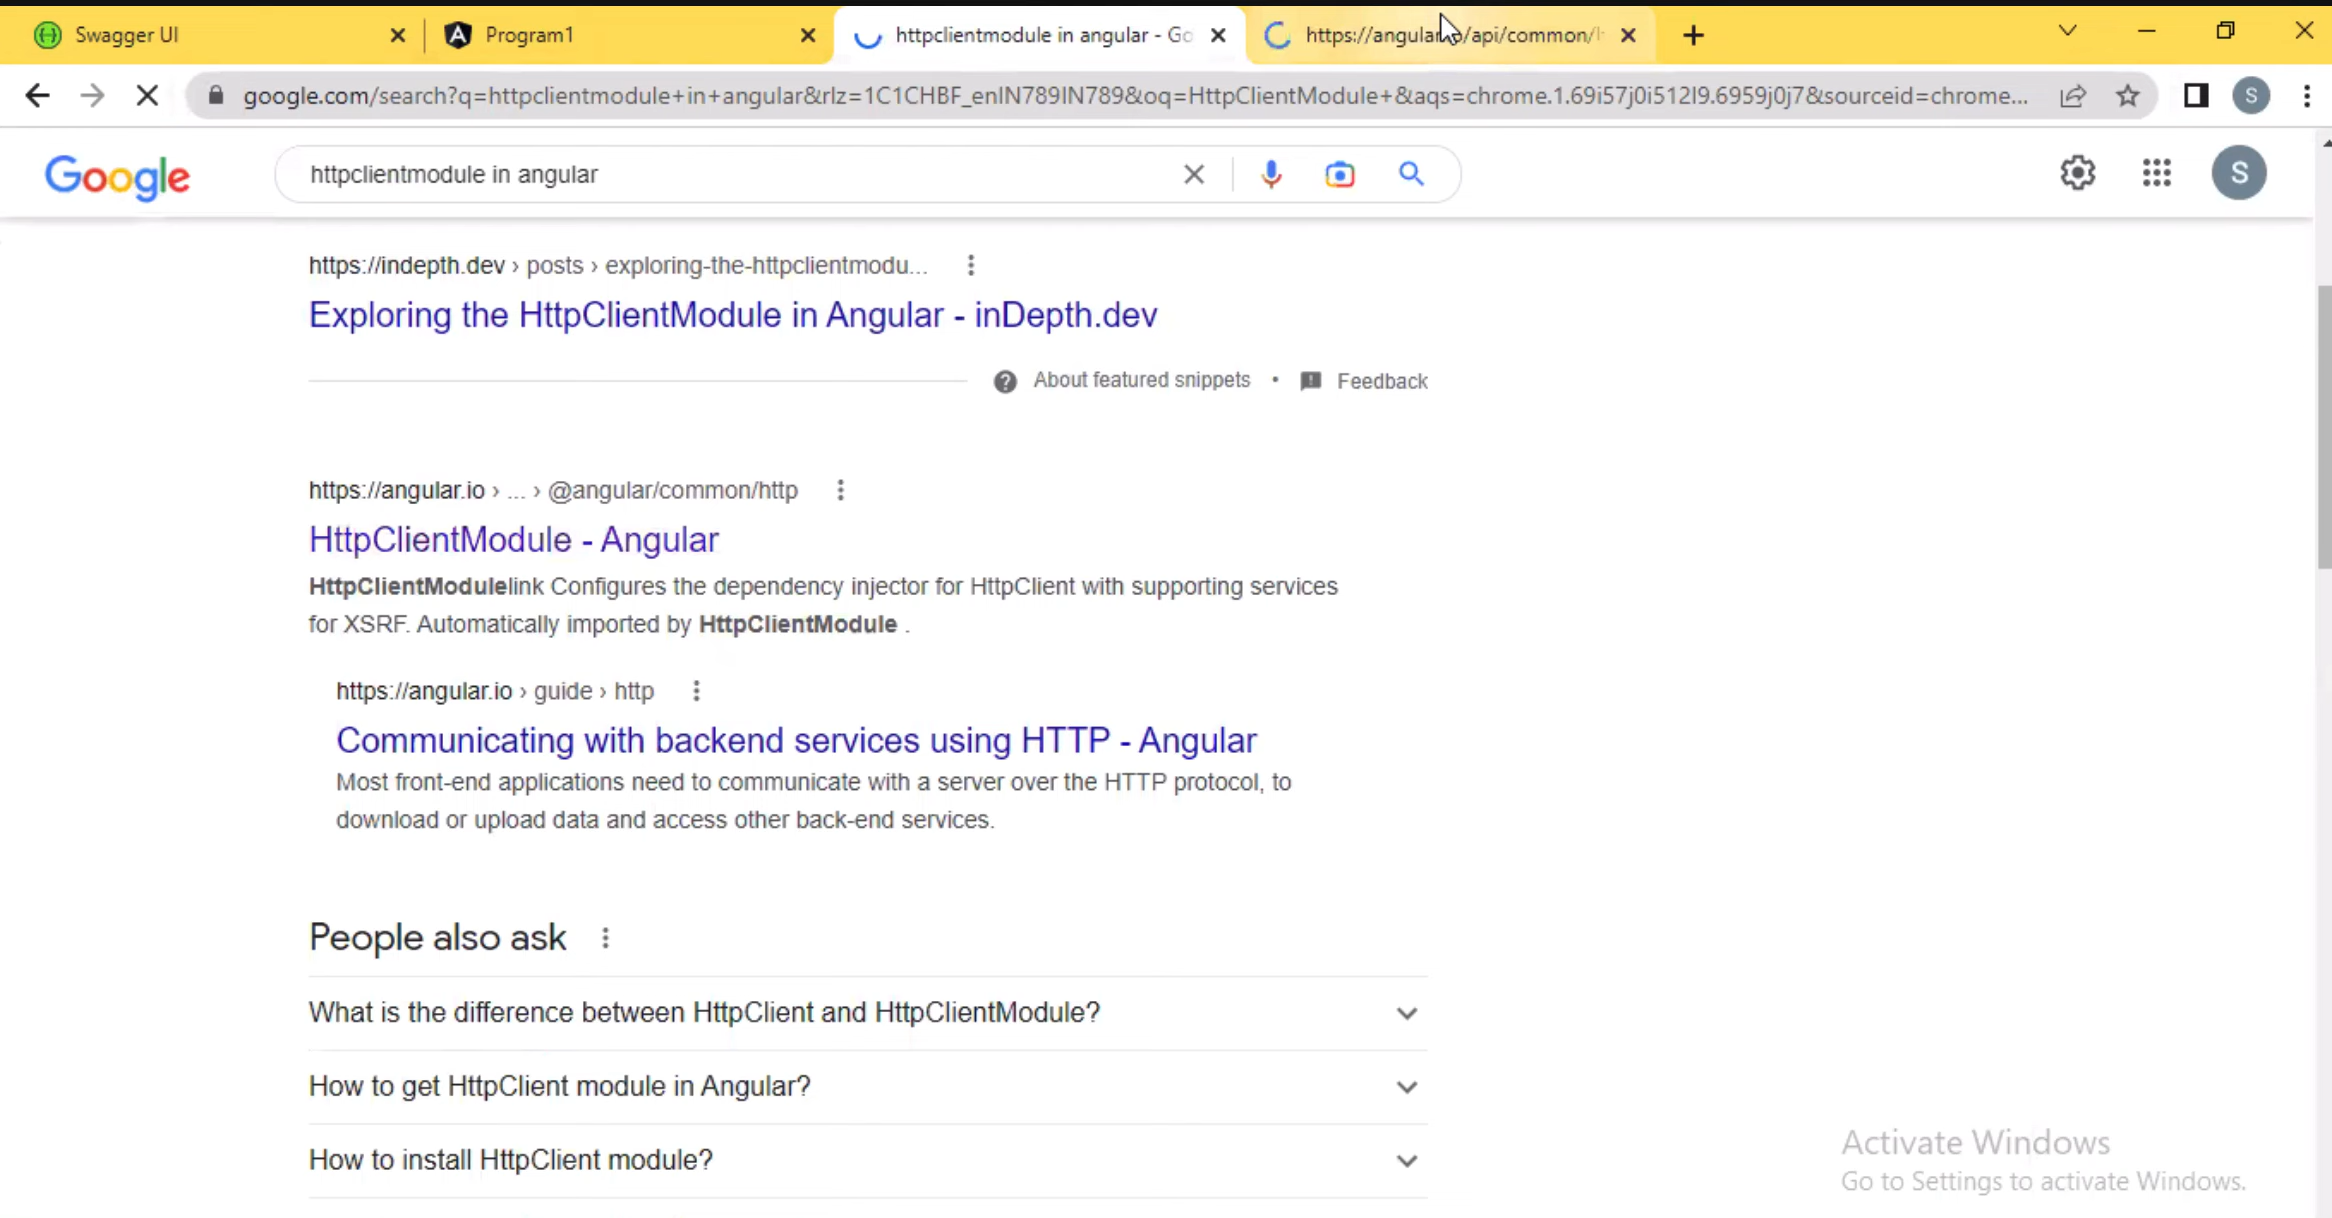 Swagger UI
Program1
httpclientmodule in angular - Go
https://angular. /api/common/
google.com/search?q=httpclientmodule+in+angular&rlz=1C1CHBF_enIN789IN789&oq=HttpClientModule+&aqs=chrome.1.69i57j0i512l9.6959j0j7&sourceid=chrome...
S
Google
httpclientmodule in angular
S
https://indepth.dev › posts › exploring-the-httpclientmodu...
Exploring the HttpClientModule in Angular - inDepth.dev
About featured snippets • Feedback
https://angular.io › ... › @angular/common/http
HttpClientModule - Angular
HttpClientModulelink Configures the dependency injector for HttpClient with supporting services
for XSRF. Automatically imported by HttpClientModule .
https://angular.io › guide › http
Communicating with backend services using HTTP - Angular
Most front-end applications need to communicate with a server over the HTTP protocol, to
download or upload data and access other back-end services.
People also ask
What is the difference between HttpClient and HttpClientModule?
How to get HttpClient module in Angular?
How to install HttpClient module?
Activate Windows
Go to Settings to activate Windows.